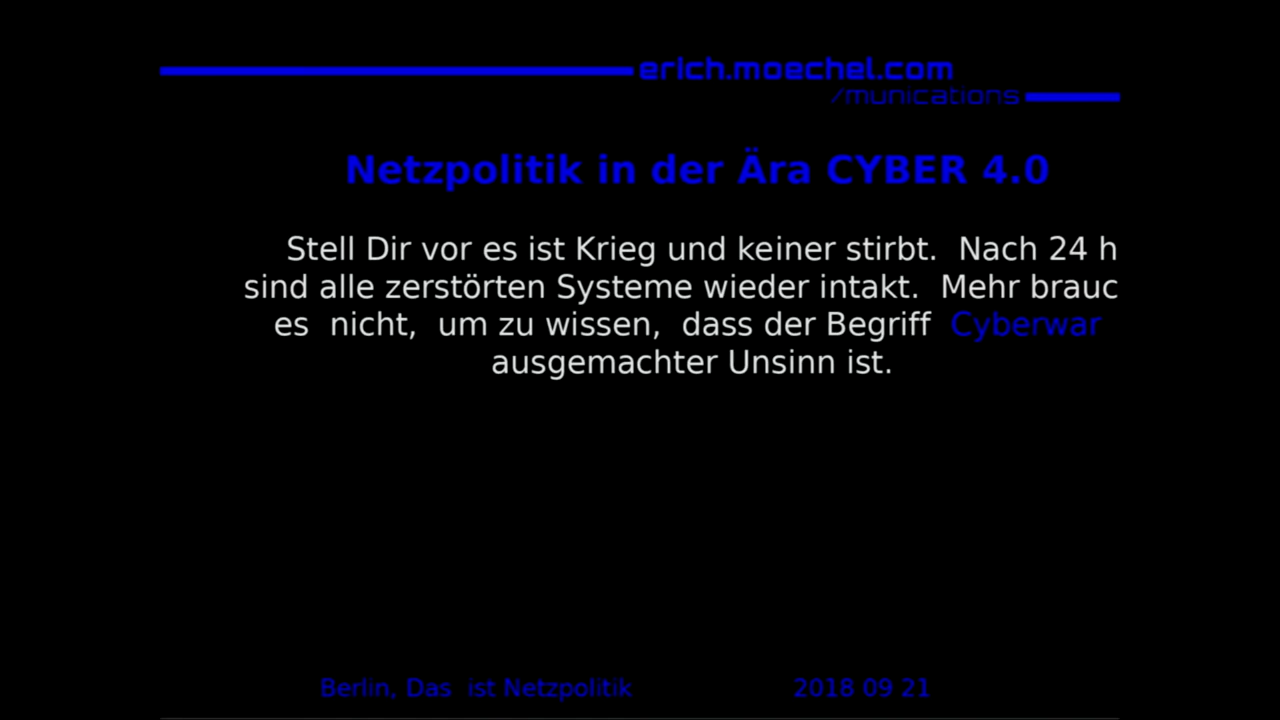 erich.moechel.com
/munications
Netzpolitik in der Ära CYBER 4.0
Stell Dir vor es ist Krieg und keiner stirbt. Nach 24 h
sind alle zerstörten Systeme wieder intakt. Mehr brauc
es nicht, um zu wissen, dass der Begriff Cyberwar
ausgemachter Unsinn ist.
Berlin, Das ist Netzpolitik 2018 09 21